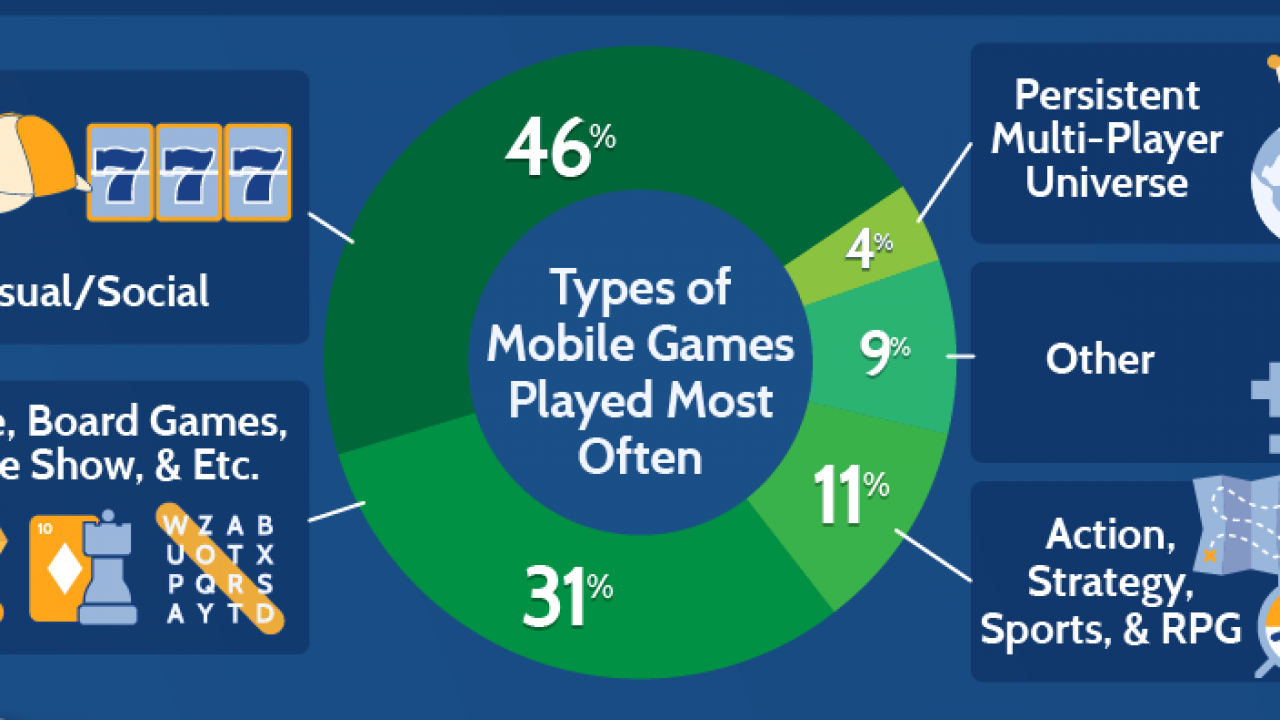 46%
Persistent
Multi-Player
Universe
4%
777
sual/Social
Types of
Mobile Games
Played Most
Often
9%
Other
e, Board Games,
e Show, & Etc.
10
W Z A B
U O T X
P Q R S
A Y T D
31%
11%
Action,
Strategy,
Sports, & RPG